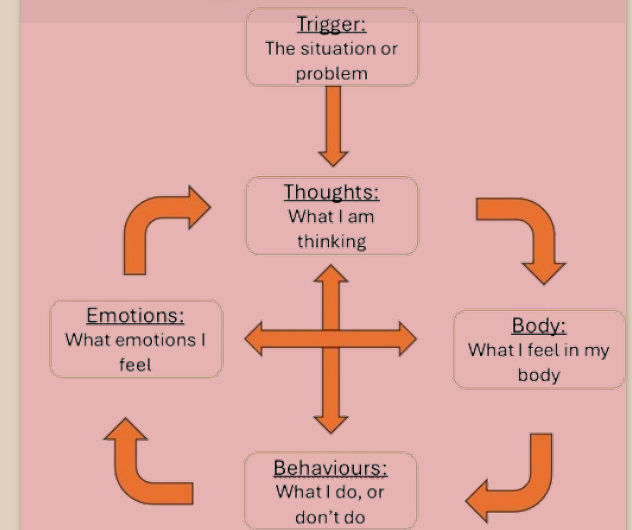 Trigger:
The situation or
problem
Thoughts:
What I am
thinking
Emotions:
What emotions I
feel
Body:
What I feel in my
body
Behaviours:
What I do, or
don't do